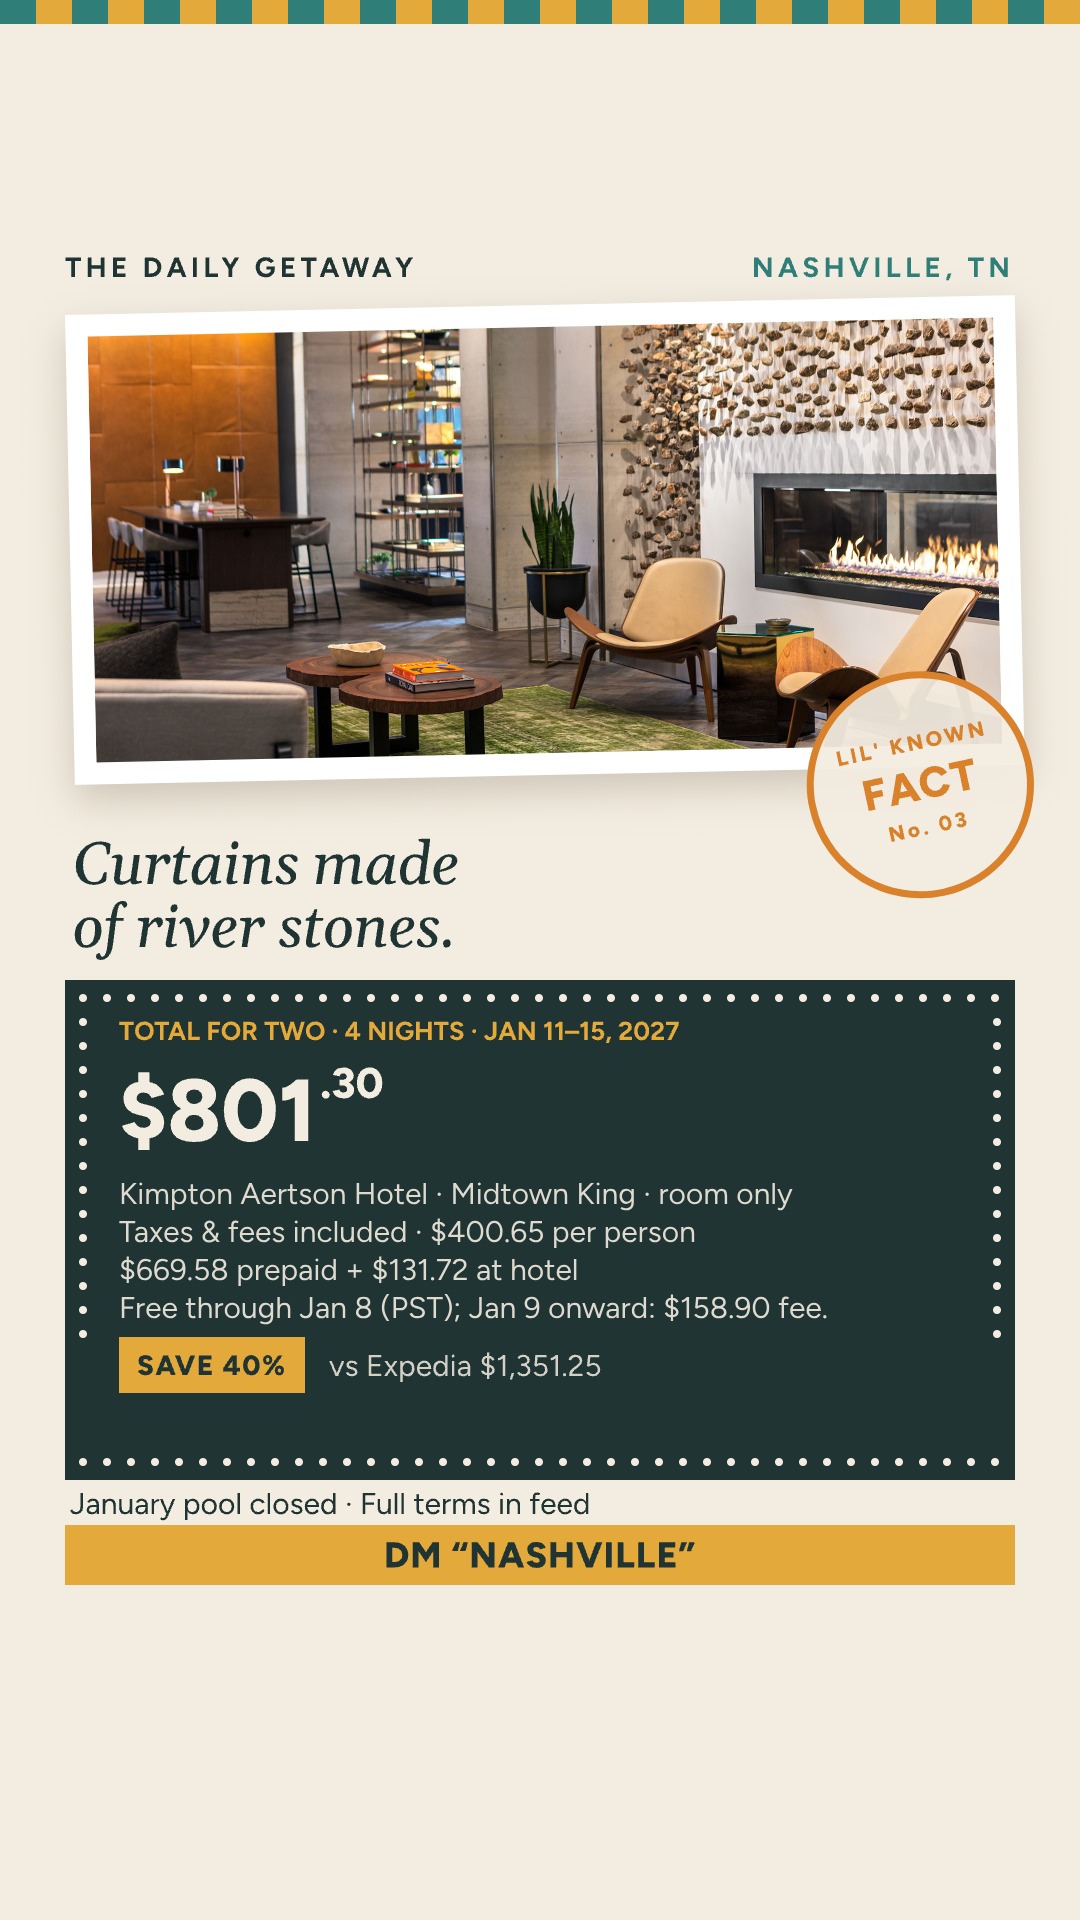 THE DAILY GETAWAY
NASHVILLE, TN
LIL' KNOWN
FACT
No. 03
Curtains made
of river stones.
TOTAL FOR TWO · 4 NIGHTS · JAN 11–15, 2027
$801.30
Kimpton Aertson Hotel · Midtown King · room only
Taxes & fees included · $400.65 per person
$669.58 prepaid + $131.72 at hotel
Free through Jan 8 (PST); Jan 9 onward: $158.90 fee.
SAVE 40% vs Expedia $1,351.25
January pool closed · Full terms in feed
DM “NASHVILLE”